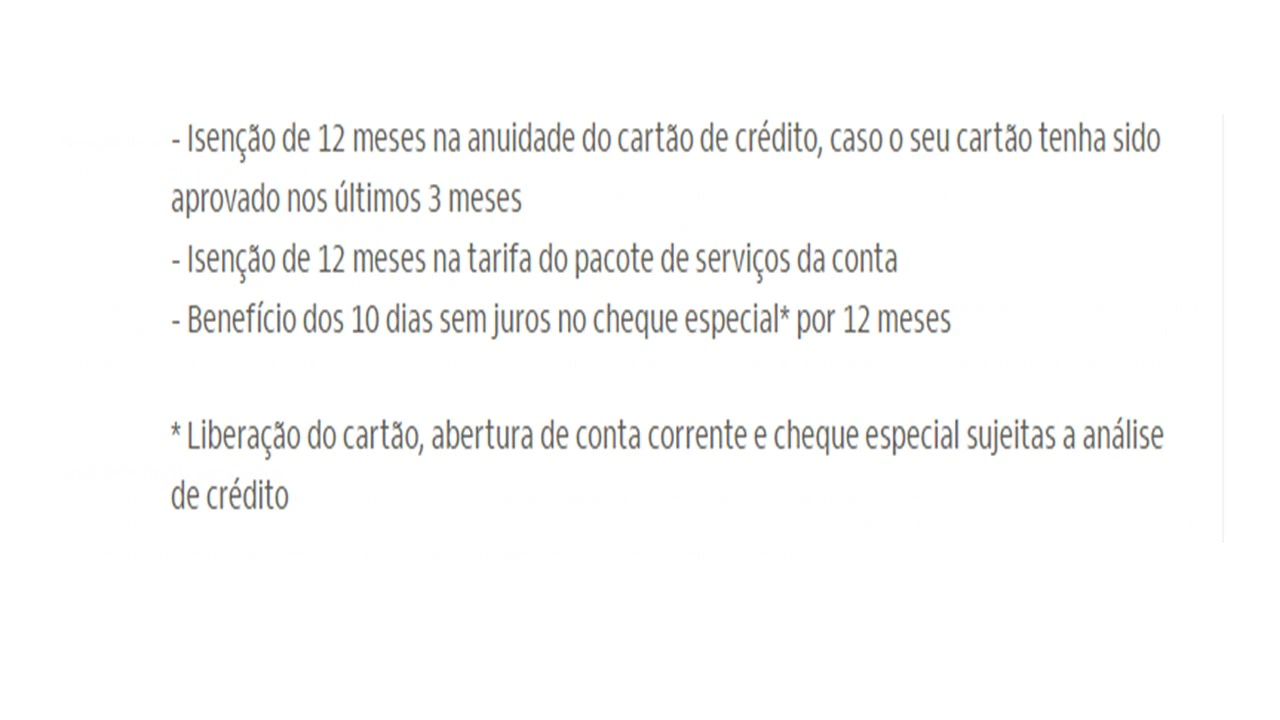 - Isenção de 12 meses na anuidade do cartão de crédito, caso o seu cartão tenha sido
aprovado nos últimos 3 meses
- Isenção de 12 meses na tarifa do pacote de serviços da conta
- Benefício dos 10 dias sem juros no cheque especial* por 12 meses
* Liberação do cartão, abertura de conta corrente e cheque especial sujeitas a análise
de crédito